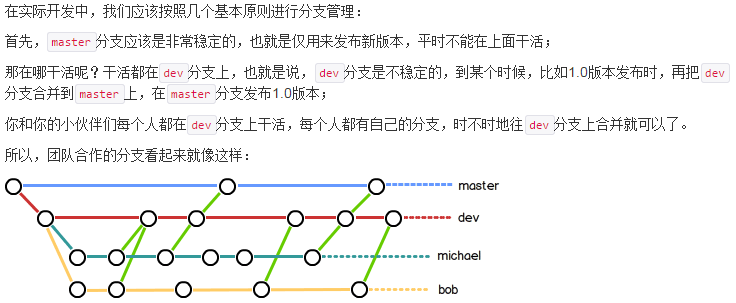 在实际开发中，我们应该按照几个基本原则进行分支管理：
首先，master分支应该是非常稳定的，也就是仅用来发布新版本，平时不能在上面干活；
那在哪干活呢？干活都在dev分支上，也就是说，dev分支是不稳定的，到某个时候，比如1.0版本发布时，再把dev
分支合并到master上，在master分支发布1.0版本；
你和你的小伙伴们每个人都在dev分支上干活，每个人都有自己的分支，时不时地往dev分支上合并就可以了。
所以，团队合作的分支看起来就像这样：
master
dev
michael
bob